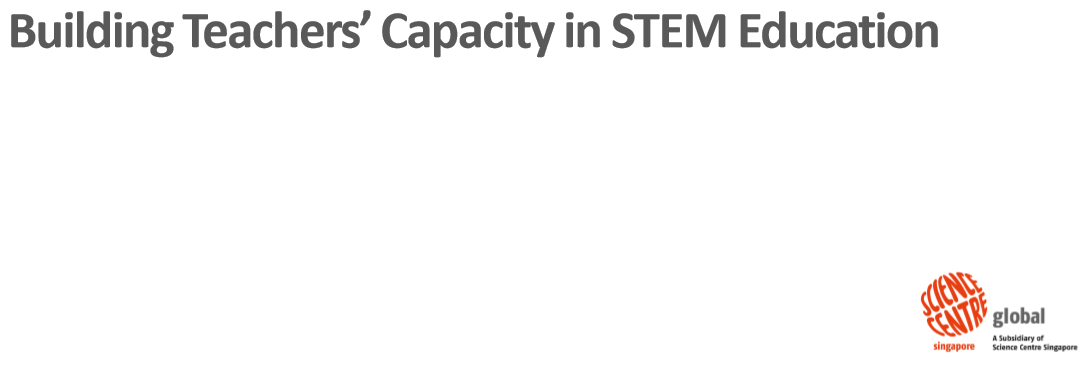 Building Teachers’ Capacity in STEM Education
SCIENCE
CENTRE
singapore
global
A Subsidiary of
Science Centre Singapore